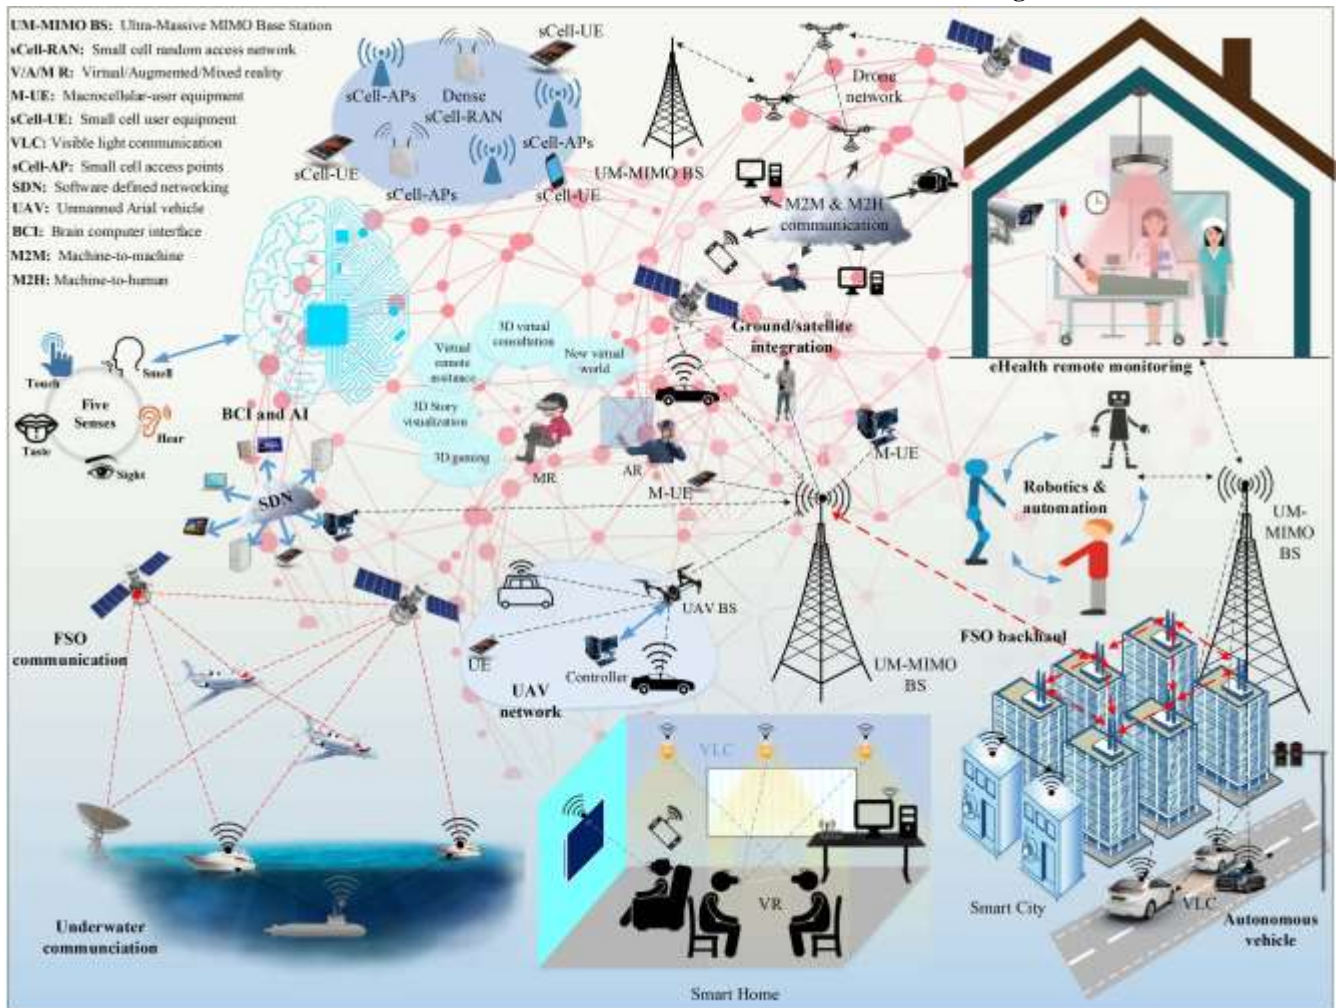 UM-MIMO BS: Ultra-Massive MIMO Base Station
sCell-RAN: Small cell random access network
V/A/M R: Virtual/Augmented/Mixed reality
M-UE: Macrocellular-user equipment
sCell-UE: Small cell user equipment
VLC: Visible light communication
sCell-AP: Small cell access points
SDN: Software defined networking
UAV: Unmanned Arial vehicle
BCI: Brain computer interface
M2M: Machine-to-machine
M2H: Machine-to-human
sCell-UE
sCell-APs
Dense
sCell-RAN
sCell-APs
sCell-UE
sCell-APs
sCell-UE
UM-MIMO BS
Drone
network
M2M & M2H
communication
eHealth remote monitoring
Ground/satellite
integration
3D virtual
consultation
Virtual
remote
assistance
New virtual
world
3D Story
visualization
3D gaming
MR
AR
M-UE
M-UE
Touch
Smell
Five
Senses
Taste
Hear
Sight
BCI and AI
SDN
Robotics &
automation
UM-
MIMO
BS
FSO
communication
UAV BS
UE
Controller
UAV
network
UM-MIMO
BS
FSO backhaul
VLC
VR
Smart Home
Underwater
communciation
Smart City
VLC
Autonomous
vehicle